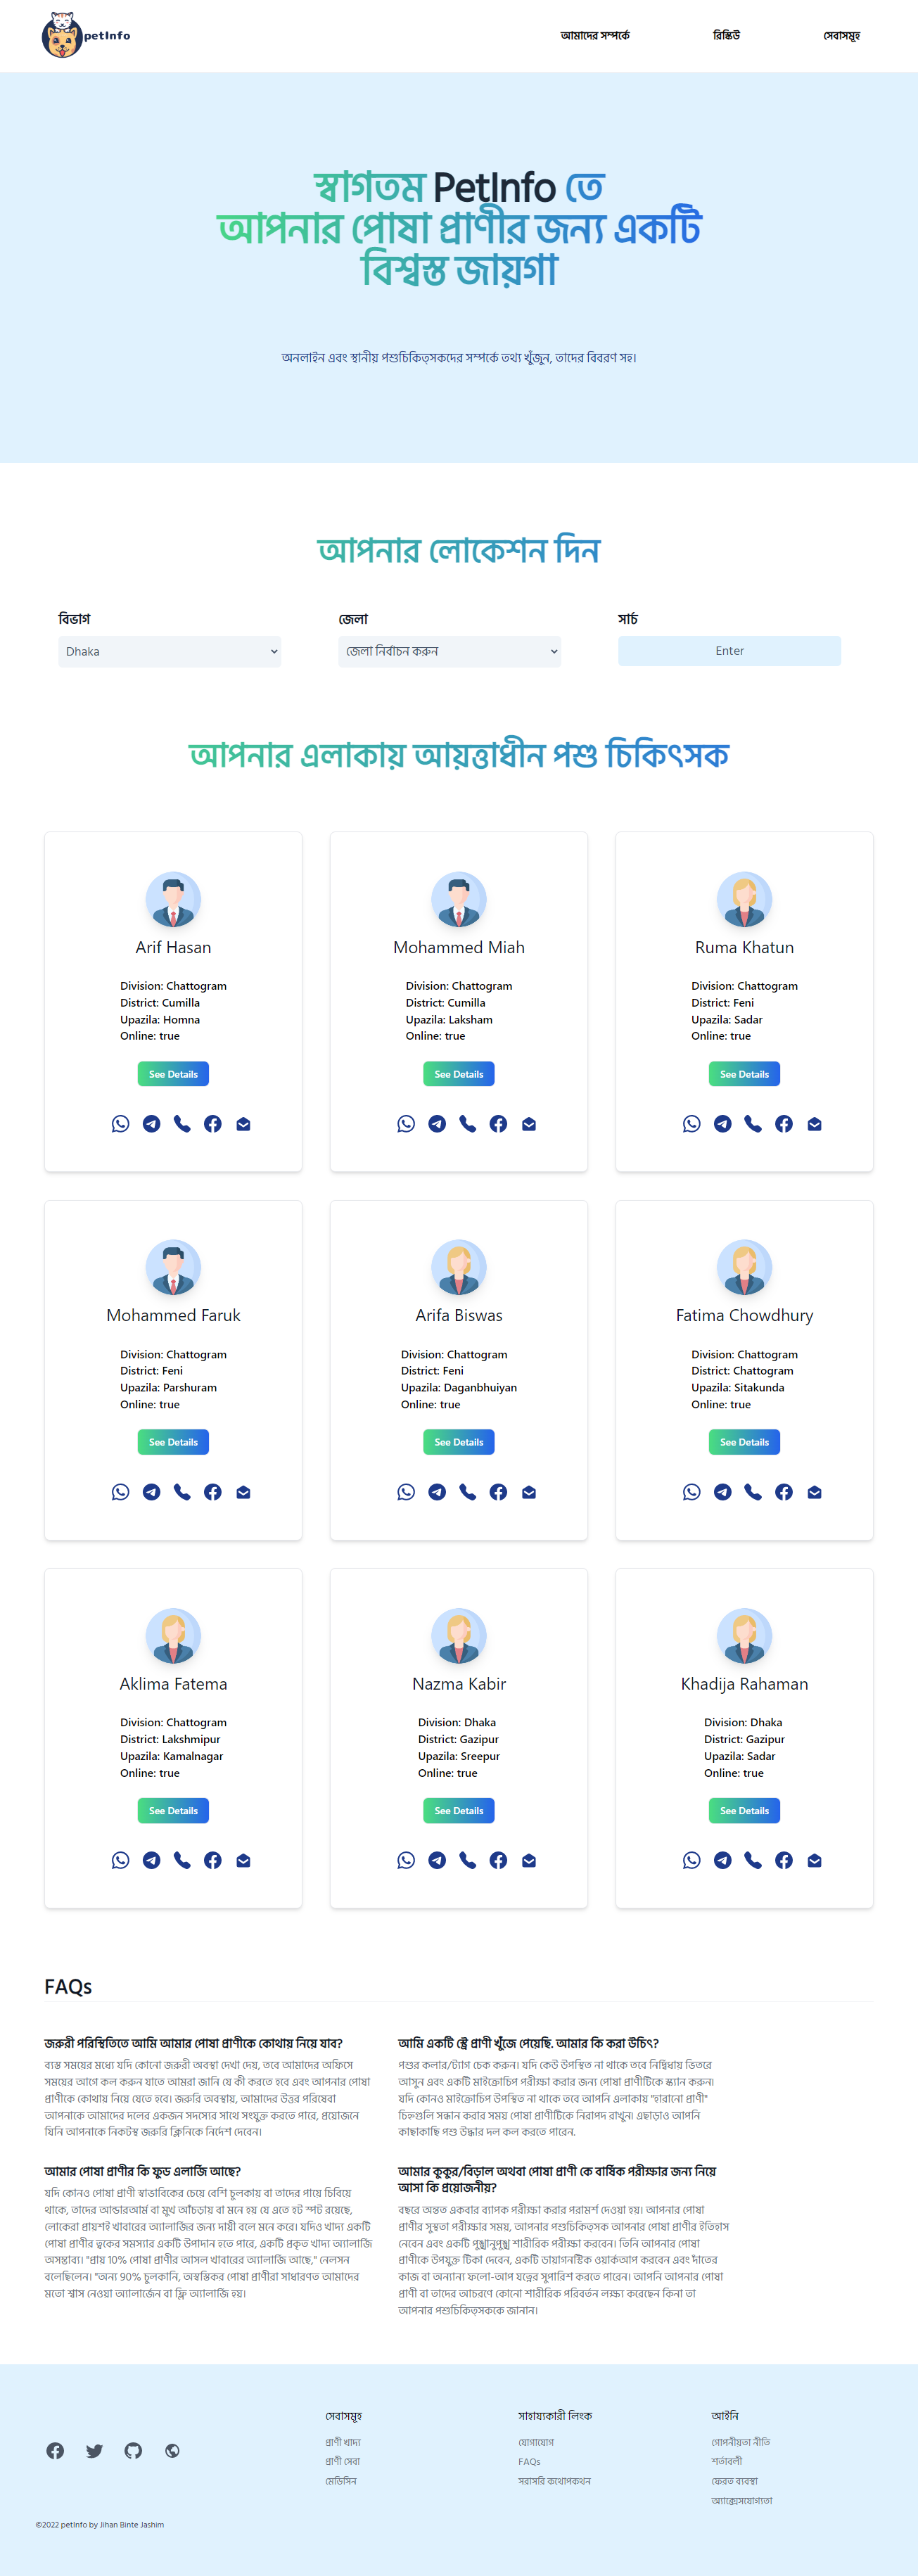 petInfo
আমাদের সম্পর্কে
রিস্কিউ
সেবাসমূহ
স্বাগতম PetInfo তে
আপনার পোষা প্রাণীর জন্য একটি
বিশ্বস্ত জায়গা
অনলাইন এবং স্থানীয় পশুচিকিত্সকদের সম্পর্কে তথ্য খুঁজুন, তাদের বিবরণ সহ।
আপনার লোকেশন দিন
বিভাগ
জেলা
সার্চ
Dhaka
জেলা নির্বাচন করুন
Enter
আপনার এলাকায় আয়ত্তাধীন পশু চিকিৎসক
Arif Hasan
Division: Chattogram
District: Cumilla
Upazila: Homna
Online: true
See Details
Mohammed Miah
Division: Chattogram
District: Cumilla
Upazila: Laksham
Online: true
See Details
Ruma Khatun
Division: Chattogram
District: Feni
Upazila: Sadar
Online: true
See Details
Mohammed Faruk
Division: Chattogram
District: Feni
Upazila: Parshuram
Online: true
See Details
Arifa Biswas
Division: Chattogram
District: Feni
Upazila: Daganbhuiyan
Online: true
See Details
Fatima Chowdhury
Division: Chattogram
District: Chattogram
Upazila: Sitakunda
Online: true
See Details
Aklima Fatema
Division: Chattogram
District: Lakshmipur
Upazila: Kamalnagar
Online: true
See Details
Nazma Kabir
Division: Dhaka
District: Gazipur
Upazila: Sreepur
Online: true
See Details
Khadija Rahaman
Division: Dhaka
District: Gazipur
Upazila: Sadar
Online: true
See Details
FAQs
জরুরী পরিস্থিতিতে আমি আমার পোষা প্রাণীকে কোথায় নিয়ে যাব?
ব্যস্ত সময়ের মধ্যে যদি কোনো জরুরী অবস্থা দেখা দেয়, তবে আমাদের অফিসে
সময়ের আগে কল করুন যাতে আমরা জানি যে কী করতে হবে এবং আপনার পোষা
প্রাণীকে কোথায় নিয়ে যেতে হবে। জরুরি অবস্থায়, আমাদের উত্তর পরিষেবা
আপনাকে আমাদের দলের একজন সদস্যের সাথে সংযুক্ত করতে পারে, প্রয়োজনে
যিনি আপনাকে নিকটস্থ জরুরি ক্লিনিকে নির্দেশ দেবেন।
আমি একটি স্ট্রে প্রাণী খুঁজে পেয়েছি. আমার কি করা উচিৎ?
পশুর কলার/ট্যাগ চেক করুন। যদি কেউ উপস্থিত না থাকে তবে নির্দ্বিধায় ভিতরে
আসুন এবং একটি মাইক্রোচিপ পরীক্ষা করার জন্য পোষা প্রাণীটিকে স্ক্যান করুন।
যদি কোনও মাইক্রোচিপ উপস্থিত না থাকে তবে আপনি এলাকায় "হারানো প্রাণী"
চিহ্নগুলি সন্ধান করার সময় পোষা প্রাণীটিকে নিরাপদ রাখুন। এছাড়াও আপনি
কাছাকাছি পশু উদ্ধার দল কল করতে পারেন.
আমার পোষা প্রাণীর কি ফুড এলার্জি আছে?
যদি কোনও পোষা প্রাণী স্বাভাবিকের চেয়ে বেশি চুলকায় বা তাদের পায়ে চিবিয়ে
থাকে, তাদের আন্ডারআর্ম বা মুখ আঁচড়ায় বা মনে হয় যে এতে হট স্পট রয়েছে,
লোকেরা প্রায়শই খাবারের অ্যালার্জির জন্য দায়ী বলে মনে করে। যদিও খাদ্য একটি
পোষা প্রাণীর ত্বকের সমস্যার একটি উপাদান হতে পারে, একটি প্রকৃত খাদ্য অ্যালার্জি
অসম্ভাব্য। "প্রায় 10% পোষা প্রাণীর আসল খাবারের অ্যালার্জি আছে," নেলসন
বলেছিলেন। "অন্য 90% চুলকানি, অস্বস্তিকর পোষা প্রাণীরা সাধারণত আমাদের
মতো শ্বাস নেওয়া অ্যালার্জেন বা ফ্লি অ্যালার্জি হয়।
আমার কুকুর/বিড়াল অথবা পোষা প্রাণী কে বার্ষিক পরীক্ষার জন্য নিয়ে
আসা কি প্রয়োজনীয়?
বছরে অন্তত একবার ব্যাপক পরীক্ষা করার পরামর্শ দেওয়া হয়। আপনার পোষা
প্রাণীর সুস্থতা পরীক্ষার সময়, আপনার পশুচিকিত্সক আপনার পোষা প্রাণীর ইতিহাস
নেবেন এবং একটি পুঙ্খানুপুঙ্খ শারীরিক পরীক্ষা করবেন। তিনি আপনার পোষা
প্রাণীকে উপযুক্ত টিকা দেবেন, একটি ডায়াগনস্টিক ওয়ার্কআপ করবেন এবং দাঁতের
কাজ বা অন্যান্য ফলো-আপ যত্নের সুপারিশ করতে পারেন। আপনি আপনার পোষা
প্রাণী বা তাদের আচরণে কোনো শারীরিক পরিবর্তন লক্ষ্য করেছেন কিনা তা
আপনার পশুচিকিত্সককে জানান।
সেবাসমূহ
প্রাণী খাদ্য
প্রাণী সেবা
মেডিসিন
সাহায্যকারী লিংক
যোগাযোগ
FAQs
সরাসরি কথোপকথন
আইনি
গোপনীয়তা নীতি
শর্তাবলী
ফেরত ব্যবস্থা
অ্যাক্সেসযোগ্যতা
©2022 petInfo by Jihan Binte Jashim